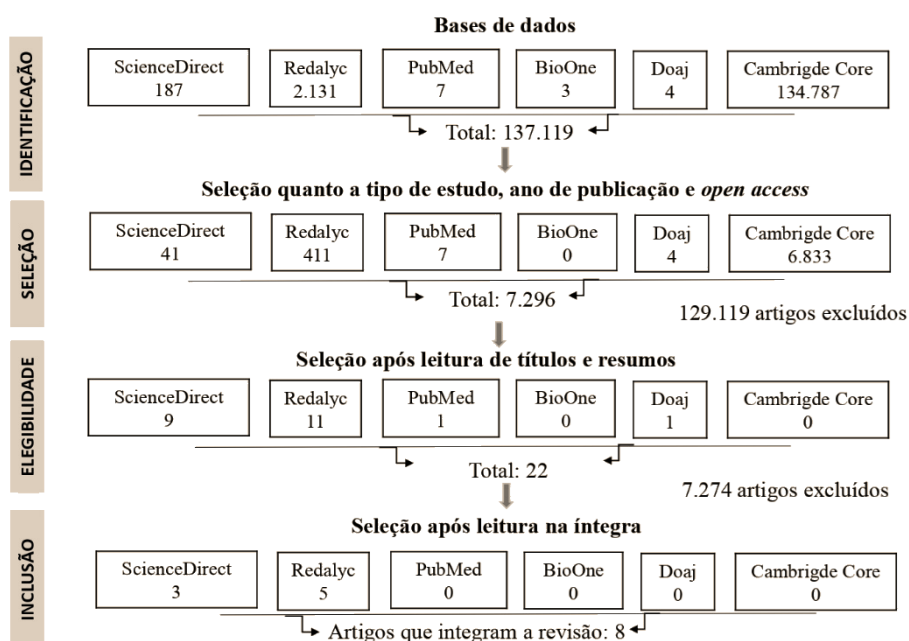 Bases de dados
IDENTIFICAÇÃO
ScienceDirect
187
Redalyc
2.131
PubMed
7
BioOne
3
Doaj
4
Cambrigde Core
134.787
Total: 137.119
Seleção quanto a tipo de estudo, ano de publicação e open access
SELEÇÃO
ScienceDirect
41
Redalyc
411
PubMed
7
BioOne
0
Doaj
4
Cambrigde Core
6.833
Total: 7.296
129.119 artigos excluídos
Seleção após leitura de títulos e resumos
ELEGIBILIDADE
ScienceDirect
9
Redalyc
11
PubMed
1
BioOne
0
Doaj
1
Cambrigde Core
0
Total: 22
7.274 artigos excluídos
Seleção após leitura na íntegra
INCLUSÃO
ScienceDirect
3
Redalyc
5
PubMed
0
BioOne
0
Doaj
0
Cambrigde Core
0
Artigos que integram a revisão: 8